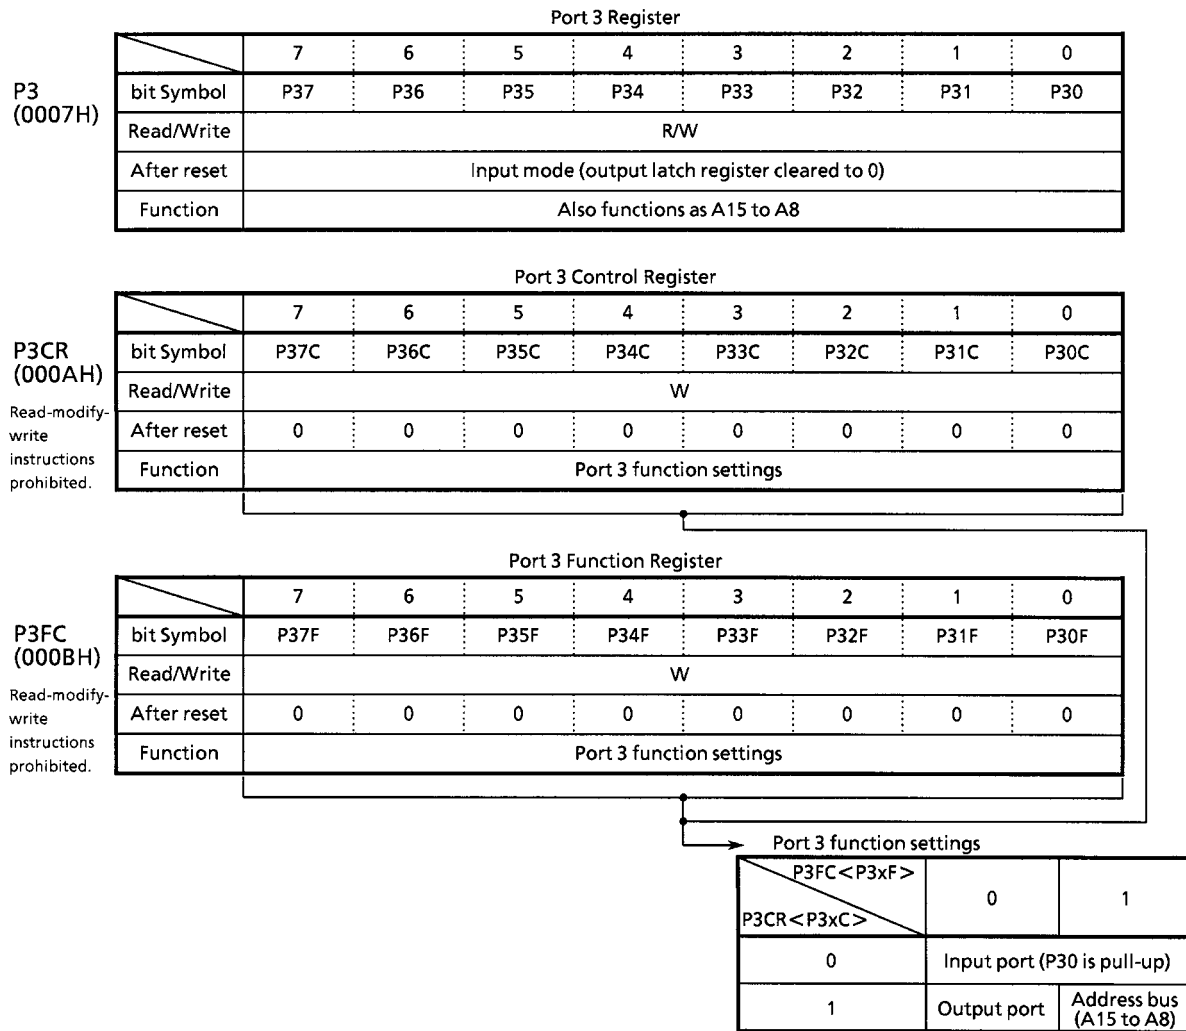 Port 3 Register
7 6 5 4 3 2 1 0
P3
(0007H)
bit Symbol P37 P36 P35 P34 P33 P32 P31 P30
Read/Write R/W
After reset Input mode (output latch register cleared to 0)
Function Also functions as A15 to A8
Port 3 Control Register
7 6 5 4 3 2 1 0
P3CR
(000AH)
Read-modify-
write
instructions
prohibited.
bit Symbol P37C P36C P35C P34C P33C P32C P31C P30C
Read/Write W
After reset 0 0 0 0 0 0 0 0
Function Port 3 function settings
Port 3 Function Register
7 6 5 4 3 2 1 0
P3FC
(000BH)
Read-modify-
write
instructions
prohibited.
bit Symbol P37F P36F P35F P34F P33F P32F P31F P30F
Read/Write W
After reset 0 0 0 0 0 0 0 0
Function Port 3 function settings
Port 3 function settings
P3FC<P3xF> 0 1
P3CR<P3xC>
0 Input port (P30 is pull-up)
1 Output port Address bus
(A15 to A8)